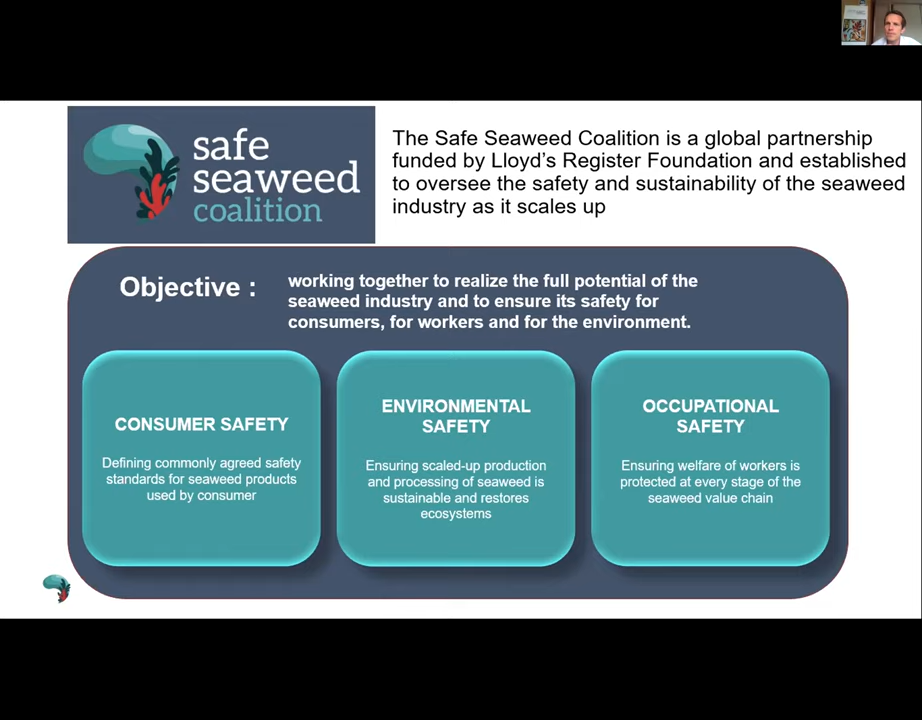 safe
seaweed
coalition
The Safe Seaweed Coalition is a global partnership
funded by Lloyd's Register Foundation and established
to oversee the safety and sustainability of the seaweed
industry as it scales up
Objective :
working together to realize the full potential of the
seaweed industry and to ensure its safety for
consumers, for workers and for the environment.
CONSUMER SAFETY
Defining commonly agreed safety
standards for seaweed products
used by consumer
ENVIRONMENTAL
SAFETY
Ensuring scaled-up production
and processing of seaweed is
sustainable and restores
ecosystems
OCCUPATIONAL
SAFETY
Ensuring welfare of workers is
protected at every stage of the
seaweed value chain